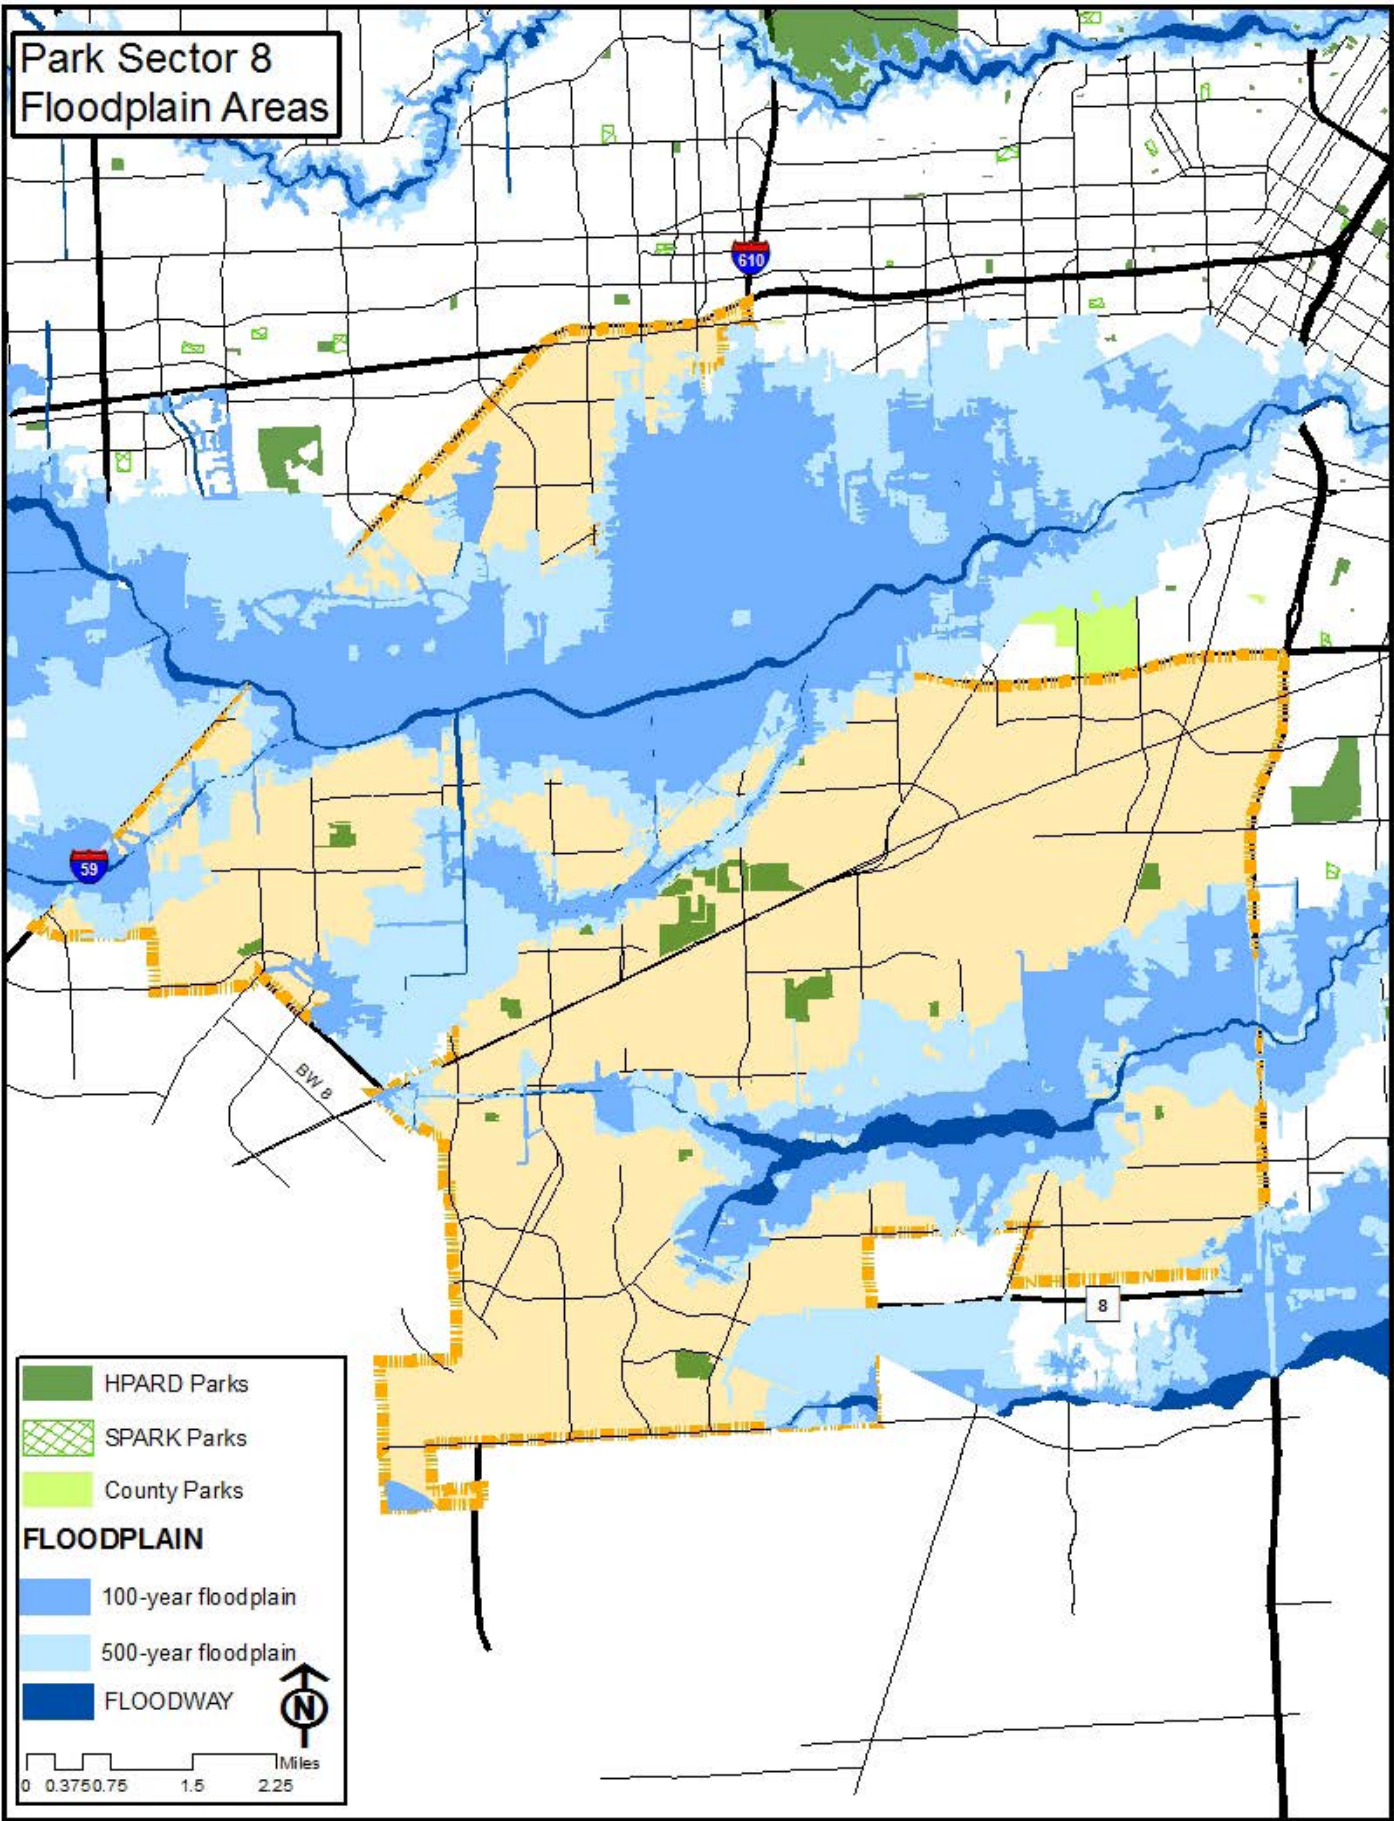 Park Sector 8
Floodplain Areas
610
59
BW 8
8
HPARD Parks
SPARK Parks
County Parks
FLOODPLAIN
100-year floodplain
500-year floodplain
FLOODWAY
N
Miles
0 0.375 0.75 1.5 2.25